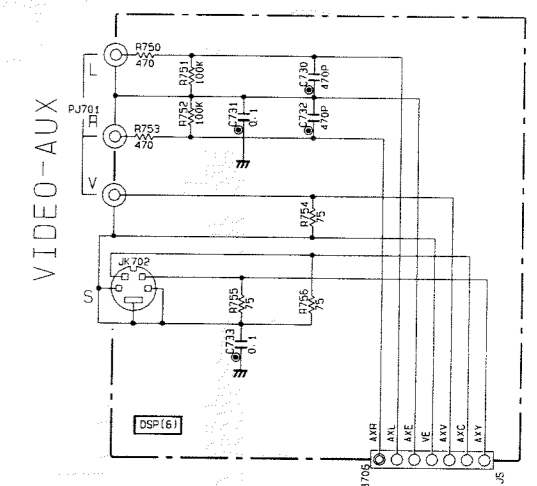 VIDEO-AUX
L
R
V
S
PJ701
R750
470
R751
100K
R752
100K
R753
470
C730
470P
C731
0.1
C732
470P
R754
75
JK702
R755
75
R756
75
C733
0.1
DSP(6)
AXR
AXL
AXE
VE
AXV
AXC
AXY